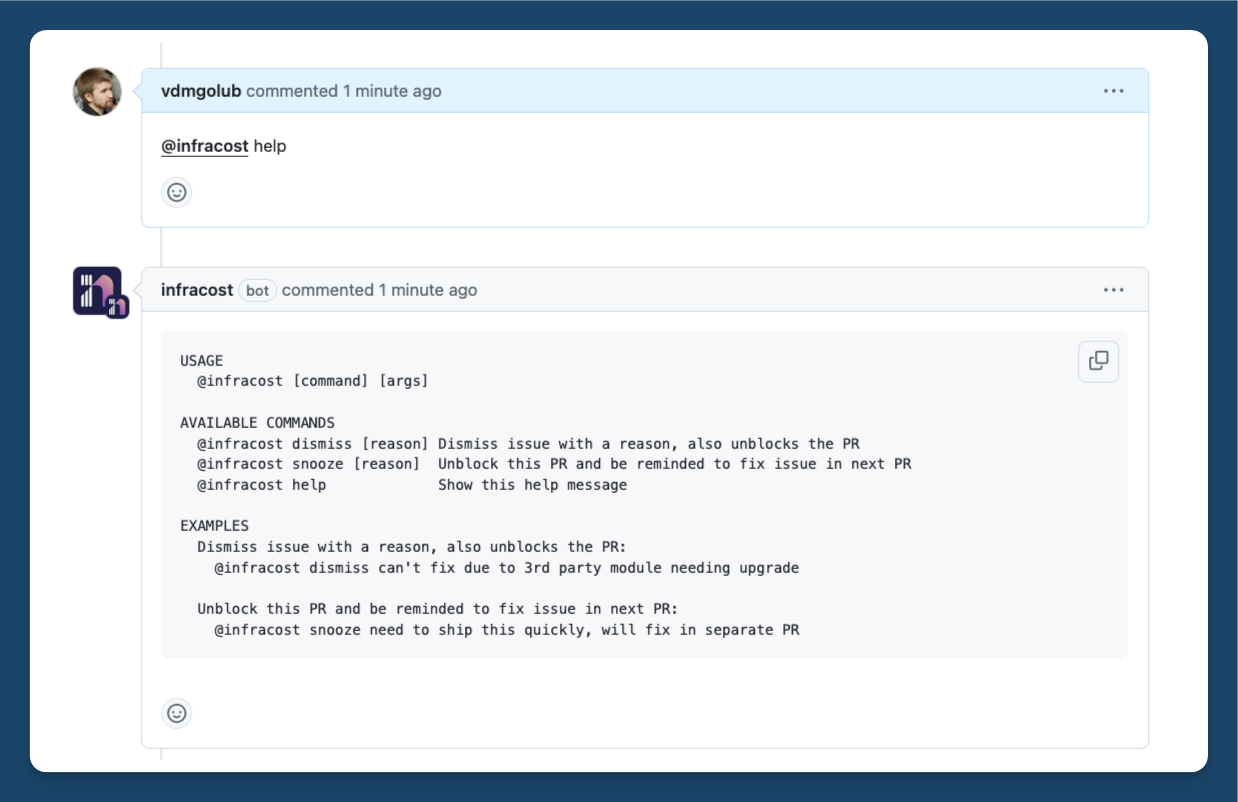 vdmgolub commented 1 minute ago
@infracost help
infracost bot commented 1 minute ago
USAGE
@infracost [command] [args]
AVAILABLE COMMANDS
@infracost dismiss [reason] Dismiss issue with a reason, also unblocks the PR
@infracost snooze [reason]  Unblock this PR and be reminded to fix issue in next PR
@infracost help             Show this help message
EXAMPLES
Dismiss issue with a reason, also unblocks the PR:
@infracost dismiss can't fix due to 3rd party module needing upgrade
Unblock this PR and be reminded to fix issue in next PR:
@infracost snooze need to ship this quickly, will fix in separate PR